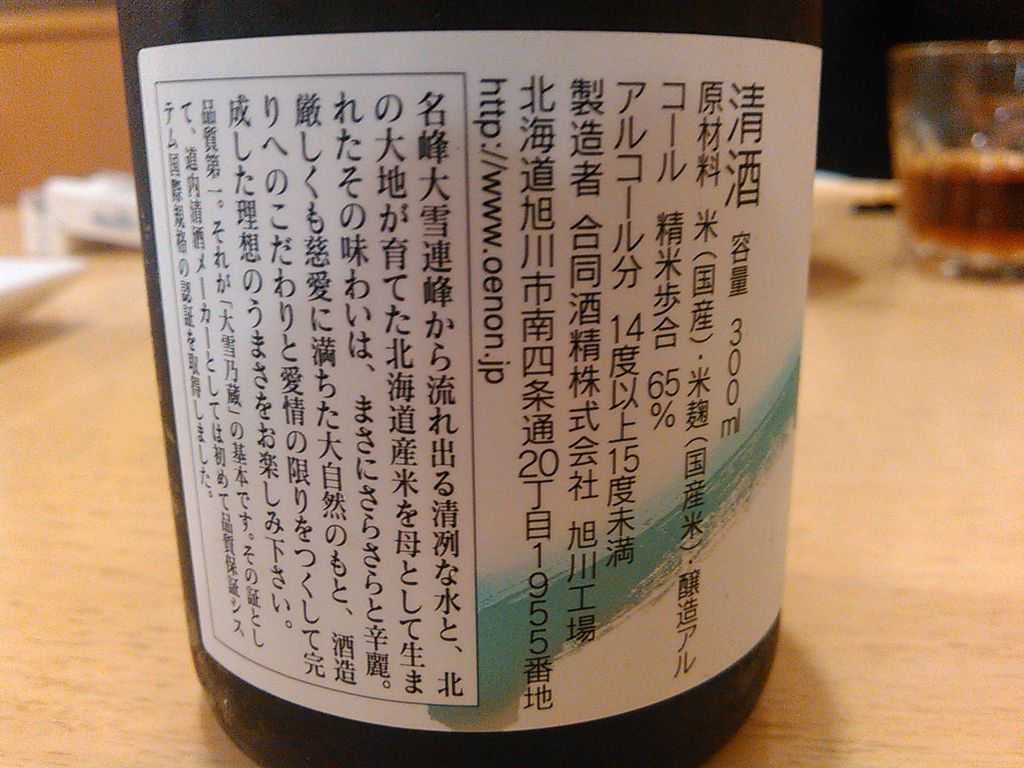 清酒 容量 300ml
原材料 米(国産)・米麹(国産米)・醸造アル
コール 精米歩合 65%
アルコール分 14度以上15度未満
製造者 合同酒精株式会社 旭川工場
北海道旭川市南四条通20丁目1955番地
http://www.oenon.jp
名峰大雪連峰から流れ出る清冽な水と、北
の大地が育てた北海道産米を母として生ま
れたその味わいは、まさにさらさらと辛麗。
厳しくも慈愛に満ちた大自然のもと、酒造
りへのこだわりと愛情の限りをつくして完
成した理想のうまさをお楽しみ下さい。
品質第一。それが「大雪乃蔵」の基本です。その証とし
て、道内清酒メーカーとしては初めて品質保証シス
テム国際規格の認証を取得しました。